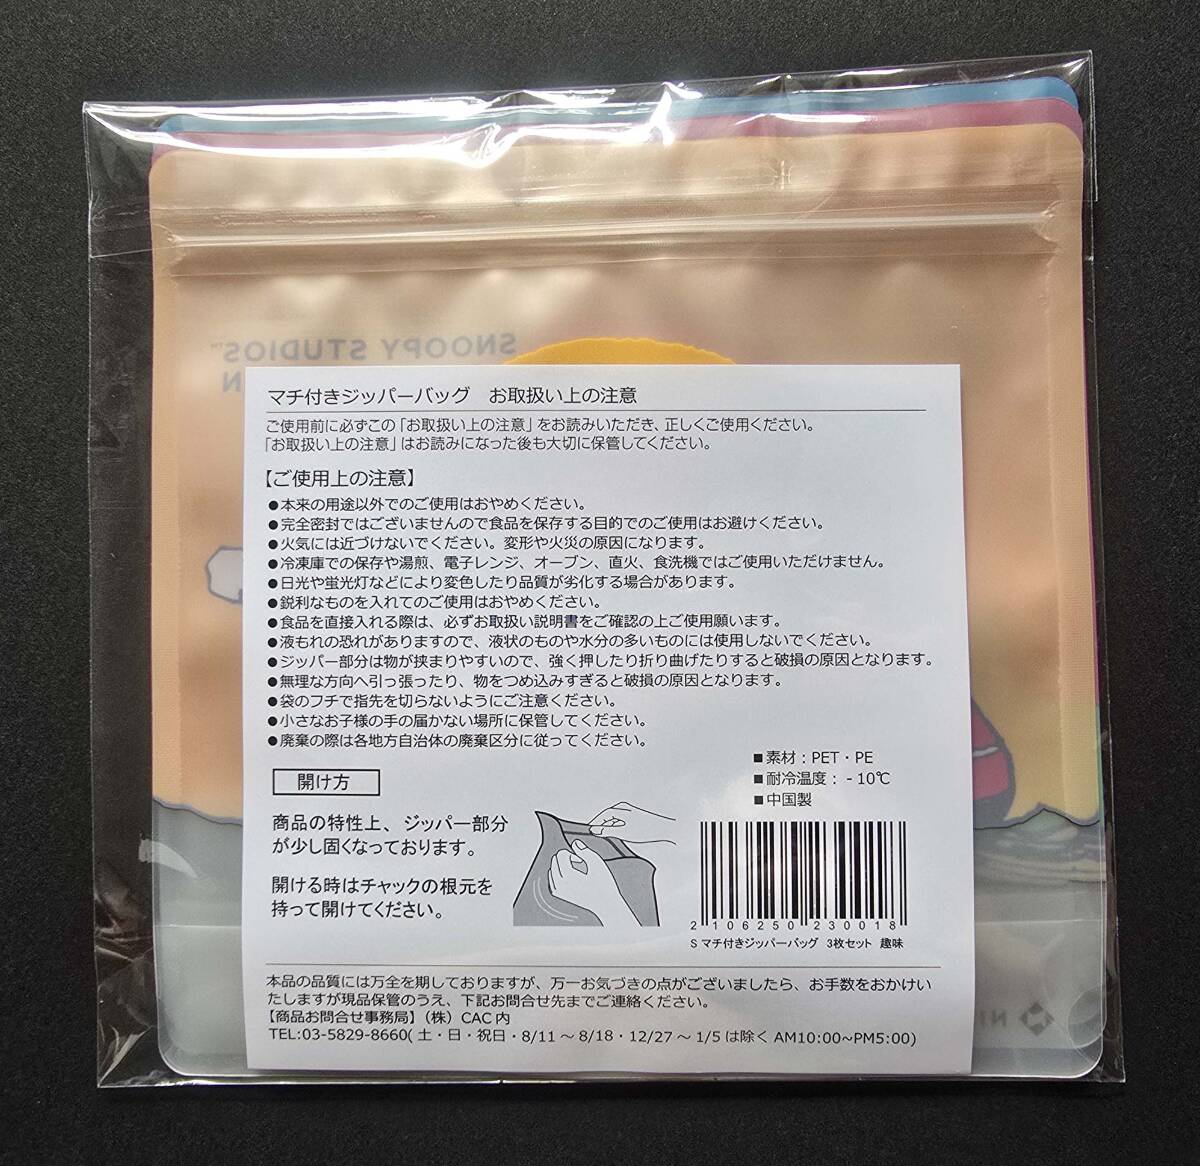 SNOOPY STUDIOS™
マチ付きジッパーバッグ お取扱い上の注意
ご使用前に必ずこの「お取扱い上の注意」をお読みいただき、正しくご使用ください。
「お取扱い上の注意」はお読みになった後も大切に保管してください。
【ご使用上の注意】
●本来の用途以外でのご使用はおやめください。
●完全密封ではございませんので食品を保存する目的でのご使用はお避けください。
●火気には近づけないでください。変形や火災の原因になります。
●冷凍庫での保存や湯煎、電子レンジ、オーブン、直火、食洗機ではご使用いただけません。
●日光や蛍光灯などにより変色したり品質が劣化する場合があります。
●鋭利なものを入れてのご使用はおやめください。
●食品を直接入れる際は、必ずお取扱い説明書をご確認の上ご使用願います。
●液もれの恐れがありますので、液状のものや水分の多いものには使用しないでください。
●ジッパー部分は物が挟まりやすいので、強く押したり折り曲げたりすると破損の原因となります。
●無理な方向へ引っ張ったり、物をつめ込みすぎると破損の原因となります。
●袋のフチで指先を切らないようにご注意ください。
●小さなお子様の手の届かない場所に保管してください。
●廃棄の際は各地方自治体の廃棄区分に従ってください。
■素材：PET・PE
■耐冷温度：-10℃
■中国製
開け方
商品の特性上、ジッパー部分
が少し固くなっております。
開ける時はチャックの根元を
持って開けてください。
2106250230018
S マチ付きジッパーバッグ 3枚セット 趣味
本品の品質には万全を期しておりますが、万一お気づきの点がございましたら、お手数をおかけい
たしますが現品保管のうえ、下記お問合せ先までご連絡ください。
【商品お問合せ事務局】（株）CAC内
TEL:03-5829-8660(土・日・祝日・8/11～8/18・12/27～1/5は除く AM10:00~PM5:00)